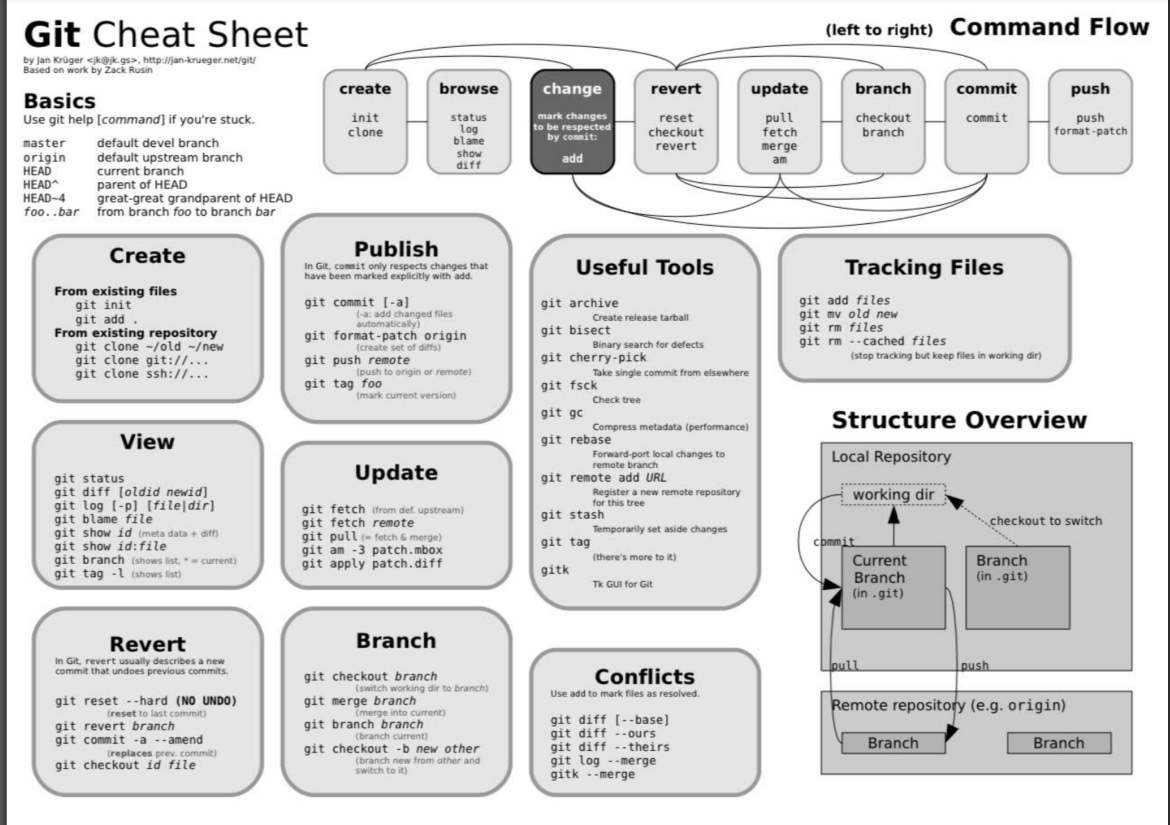 Git Cheat Sheet
by Jan Krüger <jk@jk.gs>, http://jan-krueger.net/git/
Based on work by Zack Rusin
Basics
Use git help [command] if you're stuck.
master default devel branch
origin default upstream branch
HEAD current branch
HEAD^ parent of HEAD
HEAD~4 great-great grandparent of HEAD
foo..bar from branch foo to branch bar
(left to right) Command Flow
create
init
clone
browse
status
log
blame
show
diff
change
mark changes
to be respected
by commit:
add
revert
reset
checkout
revert
update
pull
fetch
merge
am
branch
checkout
branch
commit
commit
push
push
format-patch
Create
From existing files
git init
git add .
From existing repository
git clone ~/old ~/new
git clone git://...
git clone ssh://...
View
git status
git diff [oldid newid]
git log [-p] [file|dir]
git blame file
git show id (meta data + diff)
git show id:file
git branch (shows list, * = current)
git tag -l (shows list)
Revert
In Git, revert usually describes a new
commit that undoes previous commits.
git reset --hard (NO UNDO)
(reset to last commit)
git revert branch
git commit -a --amend
(replaces prev. commit)
git checkout id file
Publish
In Git, commit only respects changes that
have been marked explicitly with add.
git commit [-a]
(-a: add changed files
automatically)
git format-patch origin
(create set of diffs)
git push remote
(push to origin or remote)
git tag foo
(mark current version)
Update
git fetch (from def. upstream)
git fetch remote
git pull (= fetch & merge)
git am -3 patch.mbox
git apply patch.diff
Branch
git checkout branch
(switch working dir to branch)
git merge branch
(merge into current)
git branch branch
(branch current)
git checkout -b new other
(branch new from other and
switch to it)
Useful Tools
git archive
Create release tarball
git bisect
Binary search for defects
git cherry-pick
Take single commit from elsewhere
git fsck
Check tree
git gc
Compress metadata (performance)
git rebase
Forward-port local changes to
remote branch
git remote add URL
Register a new remote repository
for this tree
git stash
Temporarily set aside changes
git tag
(there's more to it)
gitk
Tk GUI for Git
Conflicts
Use add to mark files as resolved.
git diff [--base]
git diff --ours
git diff --theirs
git log --merge
gitk --merge
Tracking Files
git add files
git mv old new
git rm files
git rm --cached files
(stop tracking but keep files in working dir)
Structure Overview
Local Repository
working dir
checkout to switch
commit
Current
Branch
(in .git)
Branch
(in .git)
pull
push
Remote repository (e.g. origin)
Branch
Branch